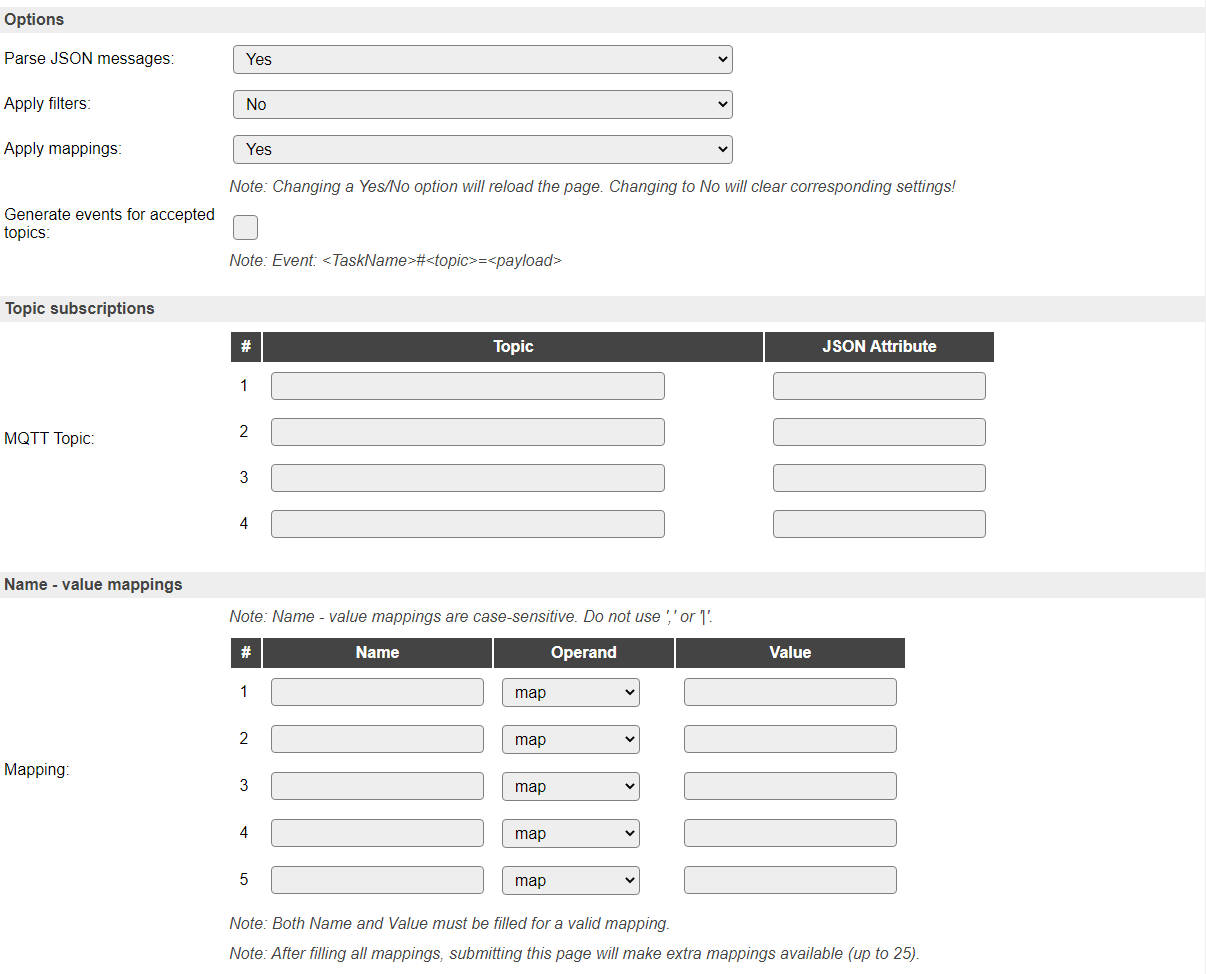 Options
Parse JSON messages: Yes
Apply filters: No
Apply mappings: Yes
Note: Changing a Yes/No option will reload the page. Changing to No will clear corresponding settings!
Generate events for accepted
topics:
Note: Event: <TaskName>#<topic>=<payload>
Topic subscriptions
# Topic JSON Attribute
1
2
MQTT Topic:
3
4
Name - value mappings
Note: Name - value mappings are case-sensitive. Do not use ',' or '|'.
# Name Operand Value
1 map
2 map
Mapping:
3 map
4 map
5 map
Note: Both Name and Value must be filled for a valid mapping.
Note: After filling all mappings, submitting this page will make extra mappings available (up to 25).